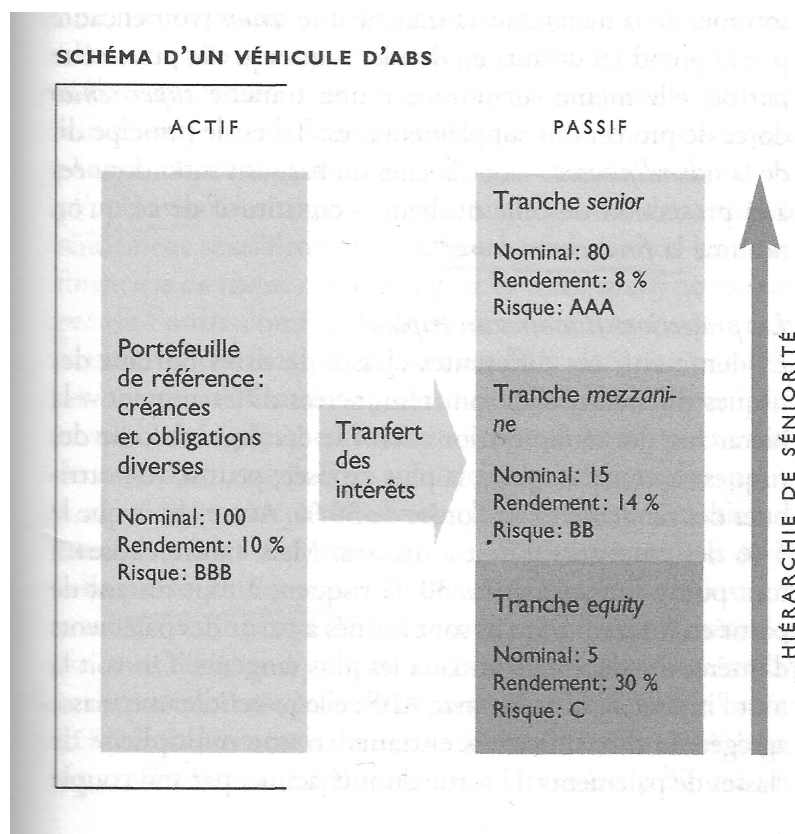 SCHÉMA D'UN VÉHICULE D'ABS
ACTIF
Portefeuille
de référence:
créances
et obligations
diverses
Nominal: 100
Rendement: 10 %
Risque: BBB
Tranfert
des
intérêts
PASSIF
Tranche senior
Nominal: 80
Rendement: 8 %
Risque: AAA
Tranche mezzani-
ne
Nominal: 15
Rendement: 14 %
Risque: BB
Tranche equity
Nominal: 5
Rendement: 30 %
Risque: C
HIÉRARCHIE DE SÉNIORITÉ